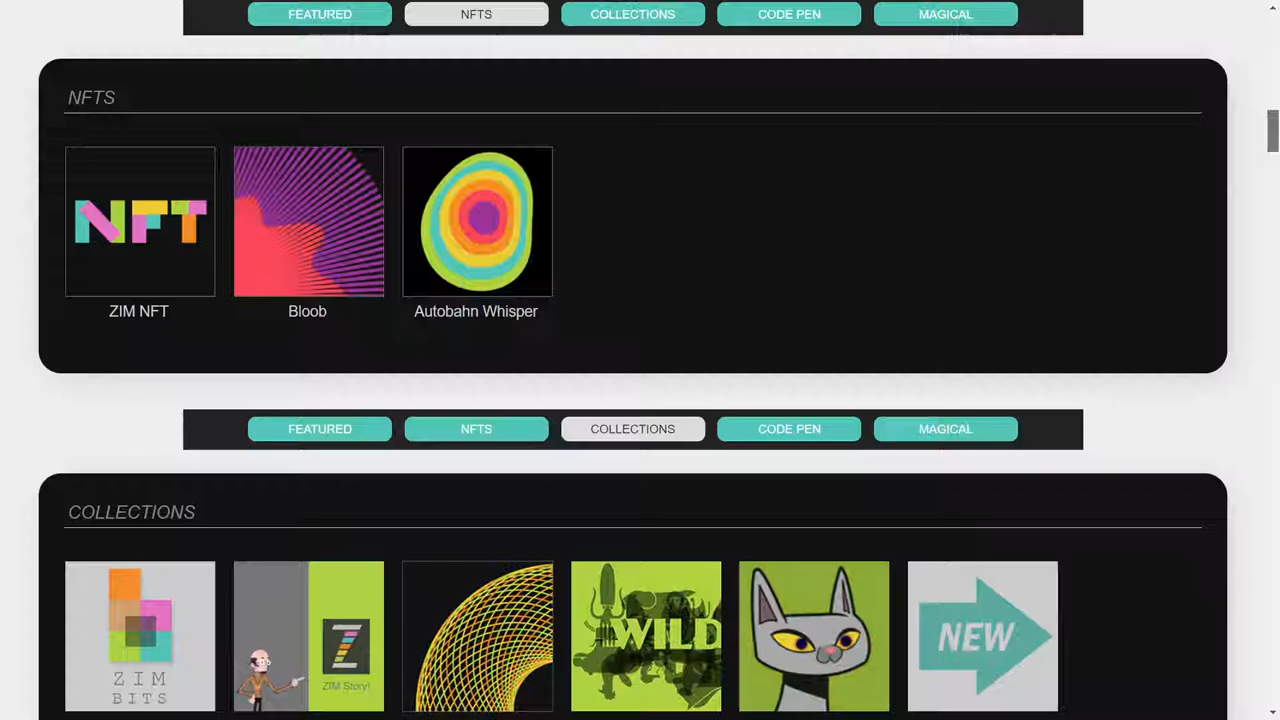 FEATURED NFTS COLLECTIONS CODE PEN MAGICAL
NFTS
NFT
ZIM NFT Bloob Autobahn Whisper
FEATURED NFTS COLLECTIONS CODE PEN MAGICAL
COLLECTIONS
ZIM
BITS
Z
ZIM Story!
WILD
NEW